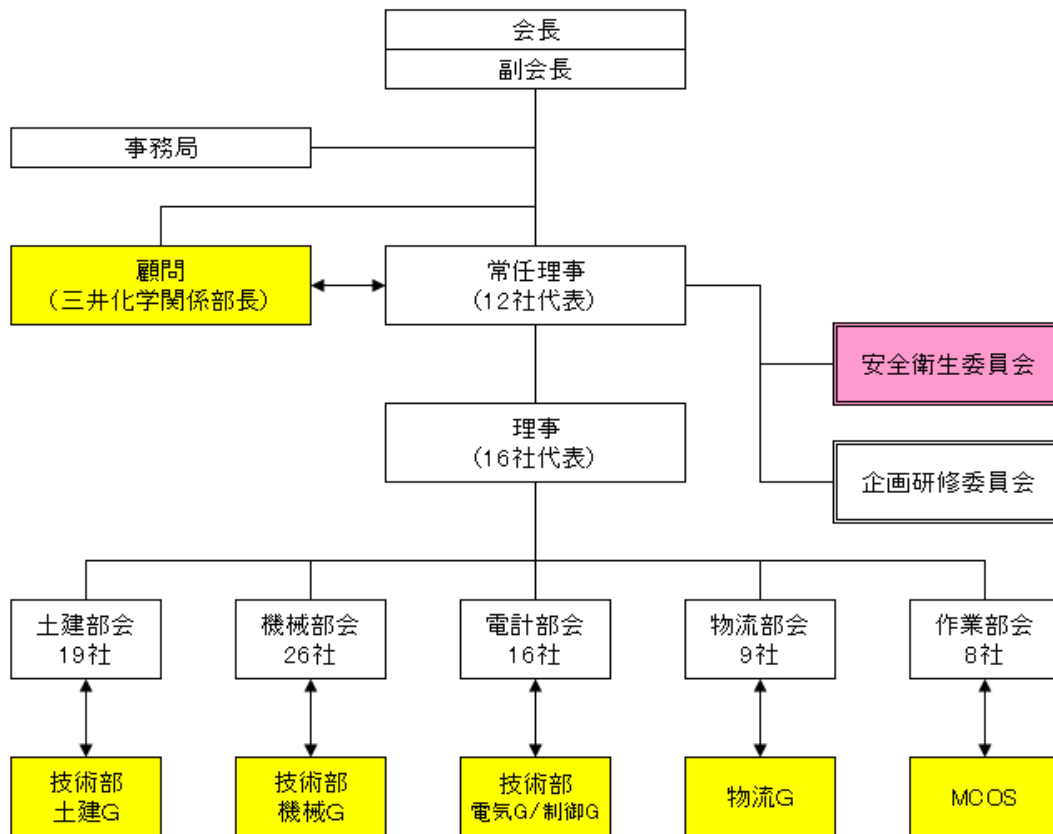 会長
副会長
事務局
顧問
（三井化学関係部長）
常任理事
（12社代表）
安全衛生委員会
理事
（16社代表）
企画研修委員会
土建部会
19社
機械部会
26社
電計部会
16社
物流部会
9社
作業部会
8社
技術部
土建G
技術部
機械G
技術部
電気G/制御G
物流G
MCOS